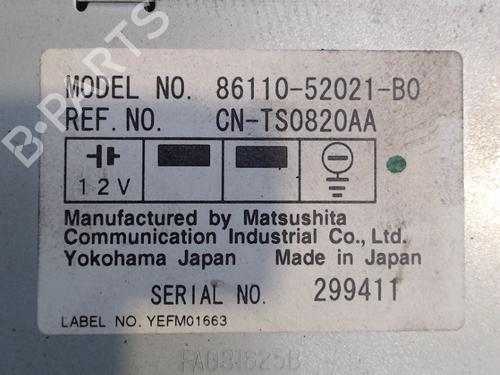 B-PARTS
MODEL NO. 86110-52021-B0
REF. NO. CN-TS0820AA
12V
Manufactured by Matsushita
Communication Industrial Co., Ltd.
Yokohama Japan Made in Japan
SERIAL NO. 299411
LABEL NO. YEFM01663